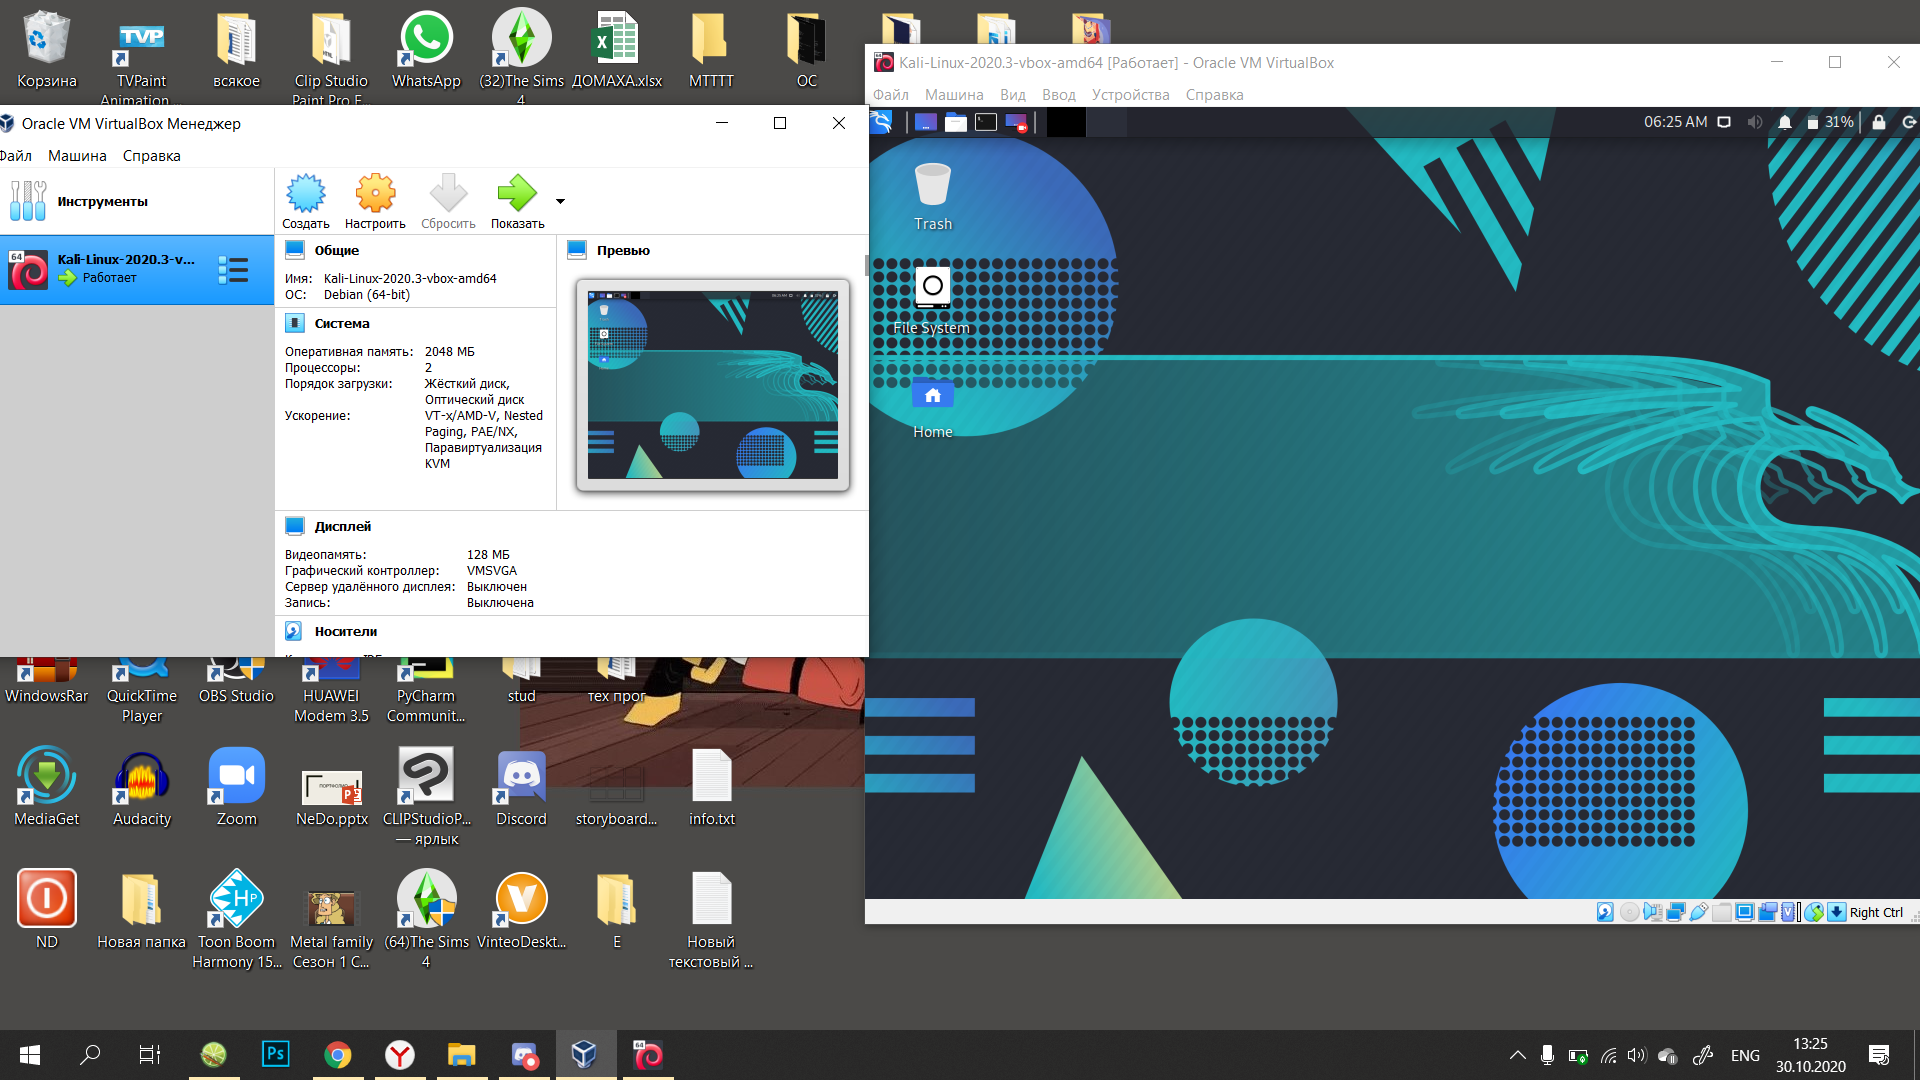 Корзина
TVP
TVPaint
Animation ...
всякое
Clip Studio
Paint Pro E...
WhatsApp
(32)The Sims
4
ДОМАХА.xlsx
МТТТТ
ОС
Oracle VM VirtualBox Менеджер
Файл Машина Справка
Инструменты
Создать
Настроить
Сбросить
Показать
64
Kali-Linux-2020.3-v...
Работает
Общие
Имя: Kali-Linux-2020.3-vbox-amd64
ОС: Debian (64-bit)
Система
Оперативная память: 2048 МБ
Процессоры: 2
Порядок загрузки: Жёсткий диск,
Оптический диск
Ускорение: VT-x/AMD-V, Nested
Paging, PAE/NX,
Паравиртуализация
KVM
Превью
Дисплей
Видеопамять: 128 МБ
Графический контроллер: VMSVGA
Сервер удалённого дисплея: Выключен
Запись: Выключена
Носители
Kali-Linux-2020.3-vbox-amd64 [Работает] - Oracle VM VirtualBox
Файл Машина Вид Ввод Устройства Справка
06:25 AM
31%
Trash
File System
Home
Right Ctrl
WindowsRar
QuickTime
Player
OBS Studio
HUAWEI
Modem 3.5
PyCharm
Communit...
stud
тех прог
MediaGet
Audacity
Zoom
NeDo.pptx
CLIPStudioP...
— ярлык
Discord
storyboard...
info.txt
ND
Новая папка
Toon Boom
Harmony 15...
Metal family
Сезон 1 С...
(64)The Sims
4
VinteoDeskt...
E
Новый
текстовый ...
Ps
64
ENG
13:25
30.10.2020